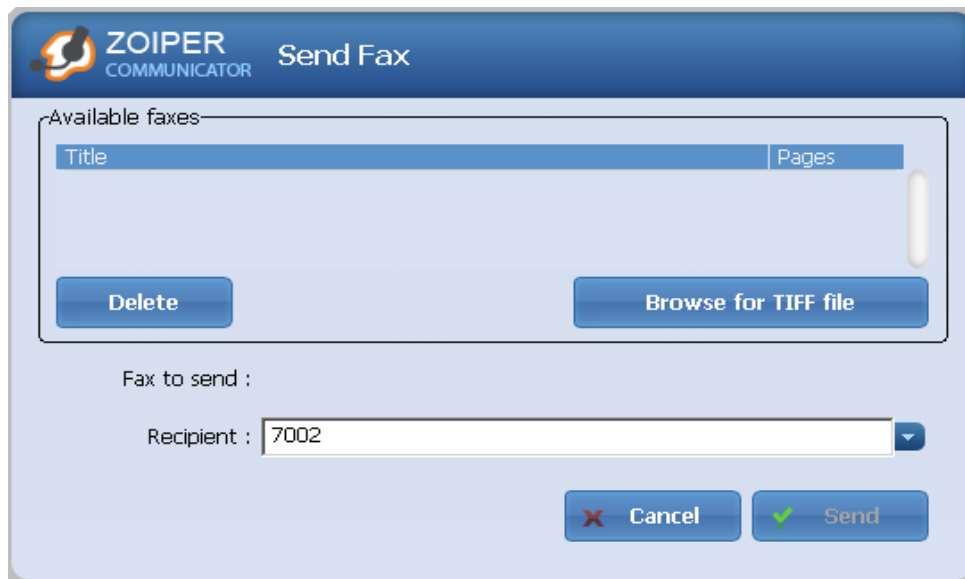 ZOIPER
COMMUNICATOR
Send Fax
Available faxes
Title Pages
Delete Browse for TIFF file
Fax to send :
Recipient : 7002
Cancel Send